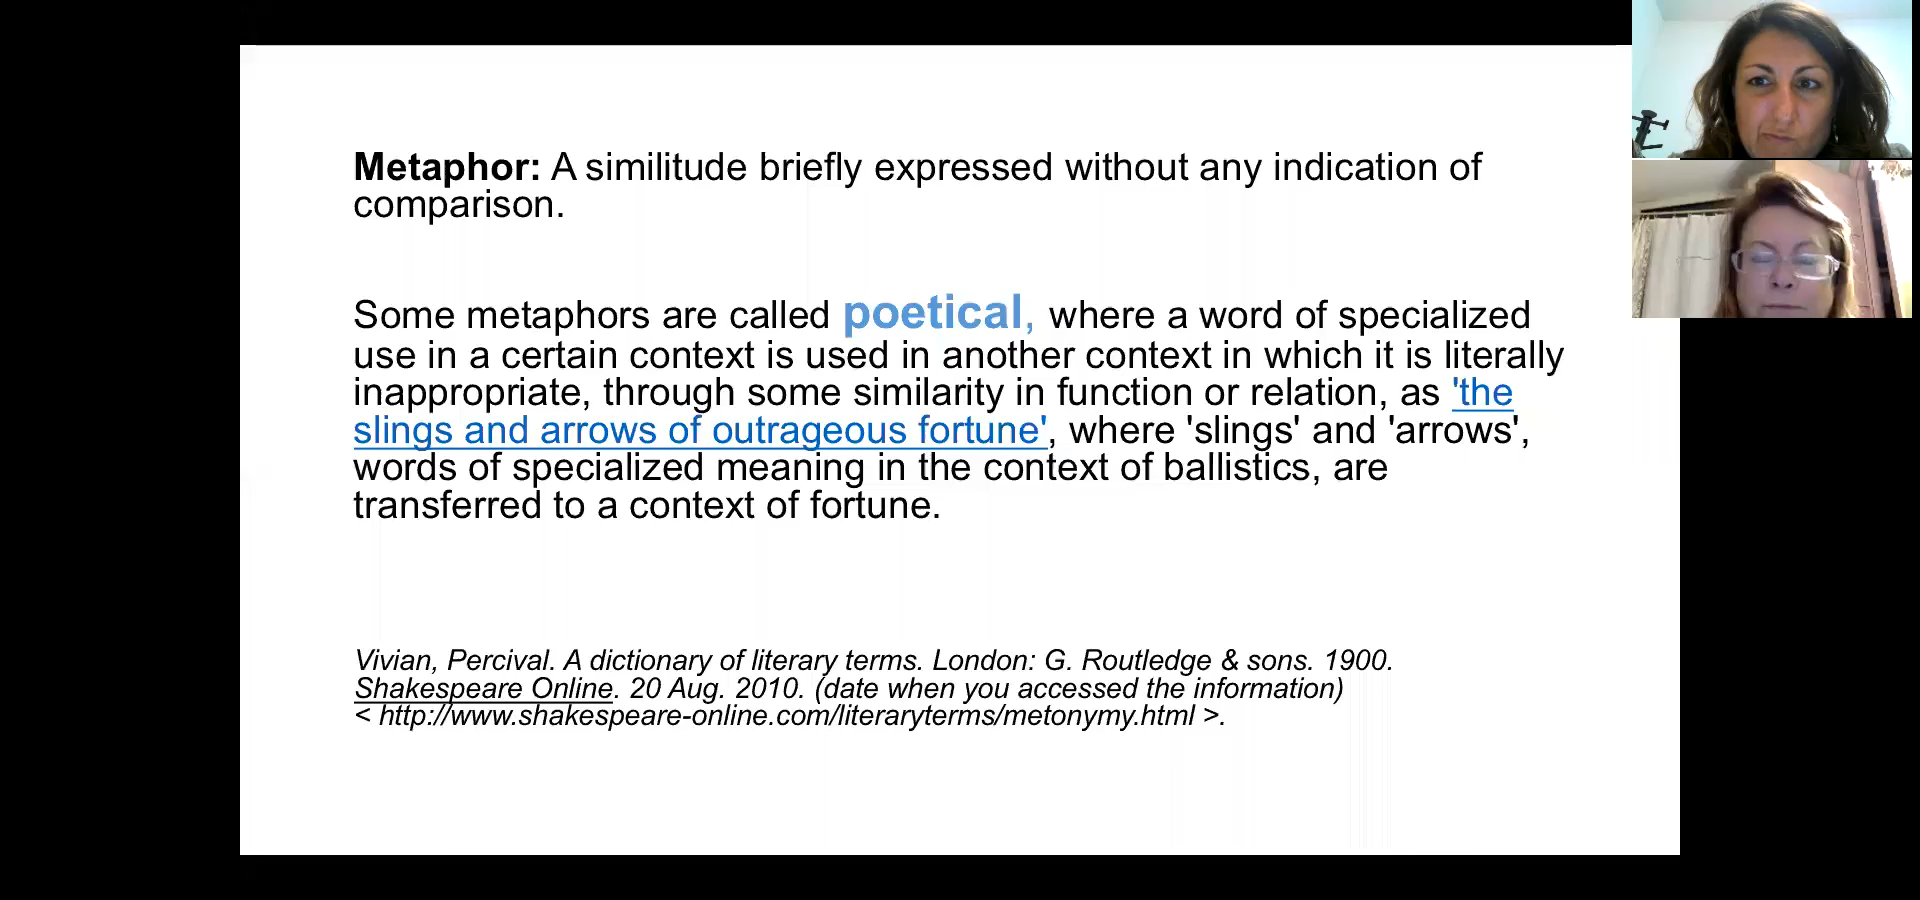 Metaphor: A similitude briefly expressed without any indication of
comparison.
Some metaphors are called poetical, where a word of specialized
use in a certain context is used in another context in which it is literally
inappropriate, through some similarity in function or relation, as 'the
slings and arrows of outrageous fortune', where 'slings' and 'arrows',
words of specialized meaning in the context of ballistics, are
transferred to a context of fortune.
Vivian, Percival. A dictionary of literary terms. London: G. Routledge & sons. 1900.
Shakespeare Online. 20 Aug. 2010. (date when you accessed the information)
< http://www.shakespeare-online.com/literaryterms/metonymy.html >.